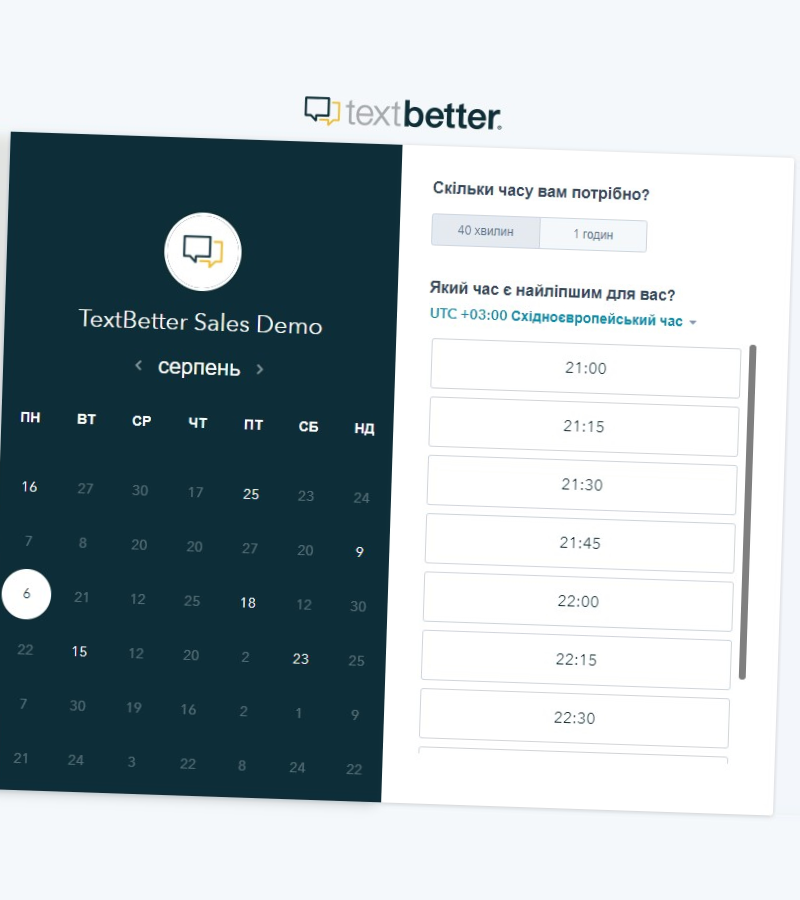 textbetter.
TextBetter Sales Demo
серпень
ПН ВТ СР ЧТ ПТ СБ НД
16 27 30 17 25 23 24
7 8 20 20 27 20 9
6 21 12 25 18 12 30
22 15 12 20 2 23 25
7 30 19 16 2 1 9
21 24 3 22 8 24 22
Скільки часу вам потрібно?
40 хвилин 1 годин
Який час є найліпшим для вас?
UTC +03:00 Східноєвропейський час
21:00
21:15
21:30
21:45
22:00
22:15
22:30